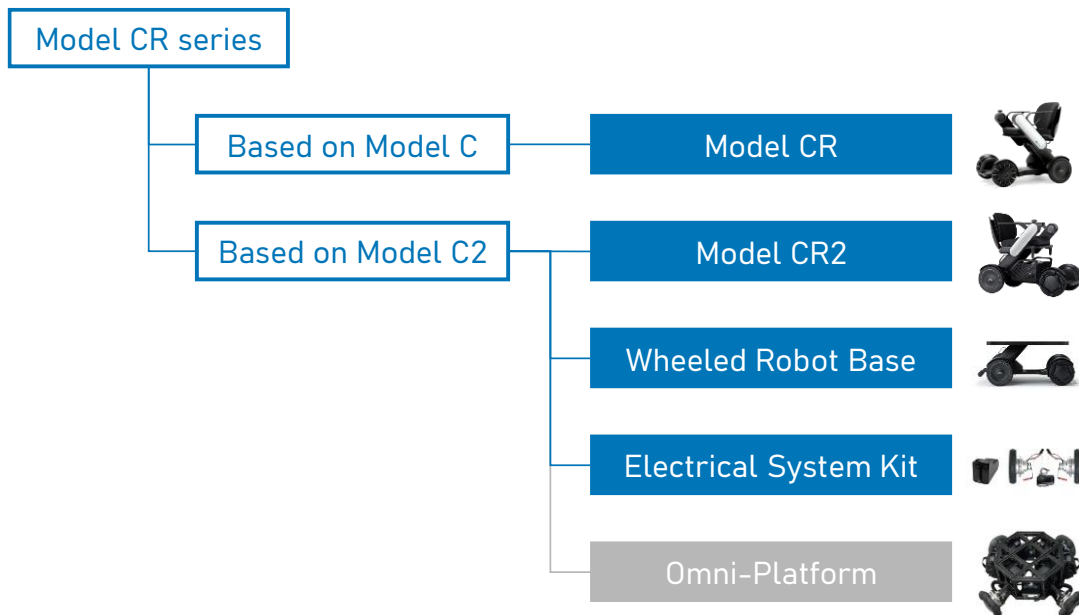 Model CR series
Based on Model C
Model CR
Based on Model C2
Model CR2
Wheeled Robot Base
Electrical System Kit
Omni-Platform